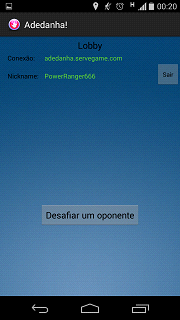 00:20
Adedanha!
Lobby
Conexão: adedanha.servegame.com
Nickname: PowerRanger666
Sair
Desafiar um oponente